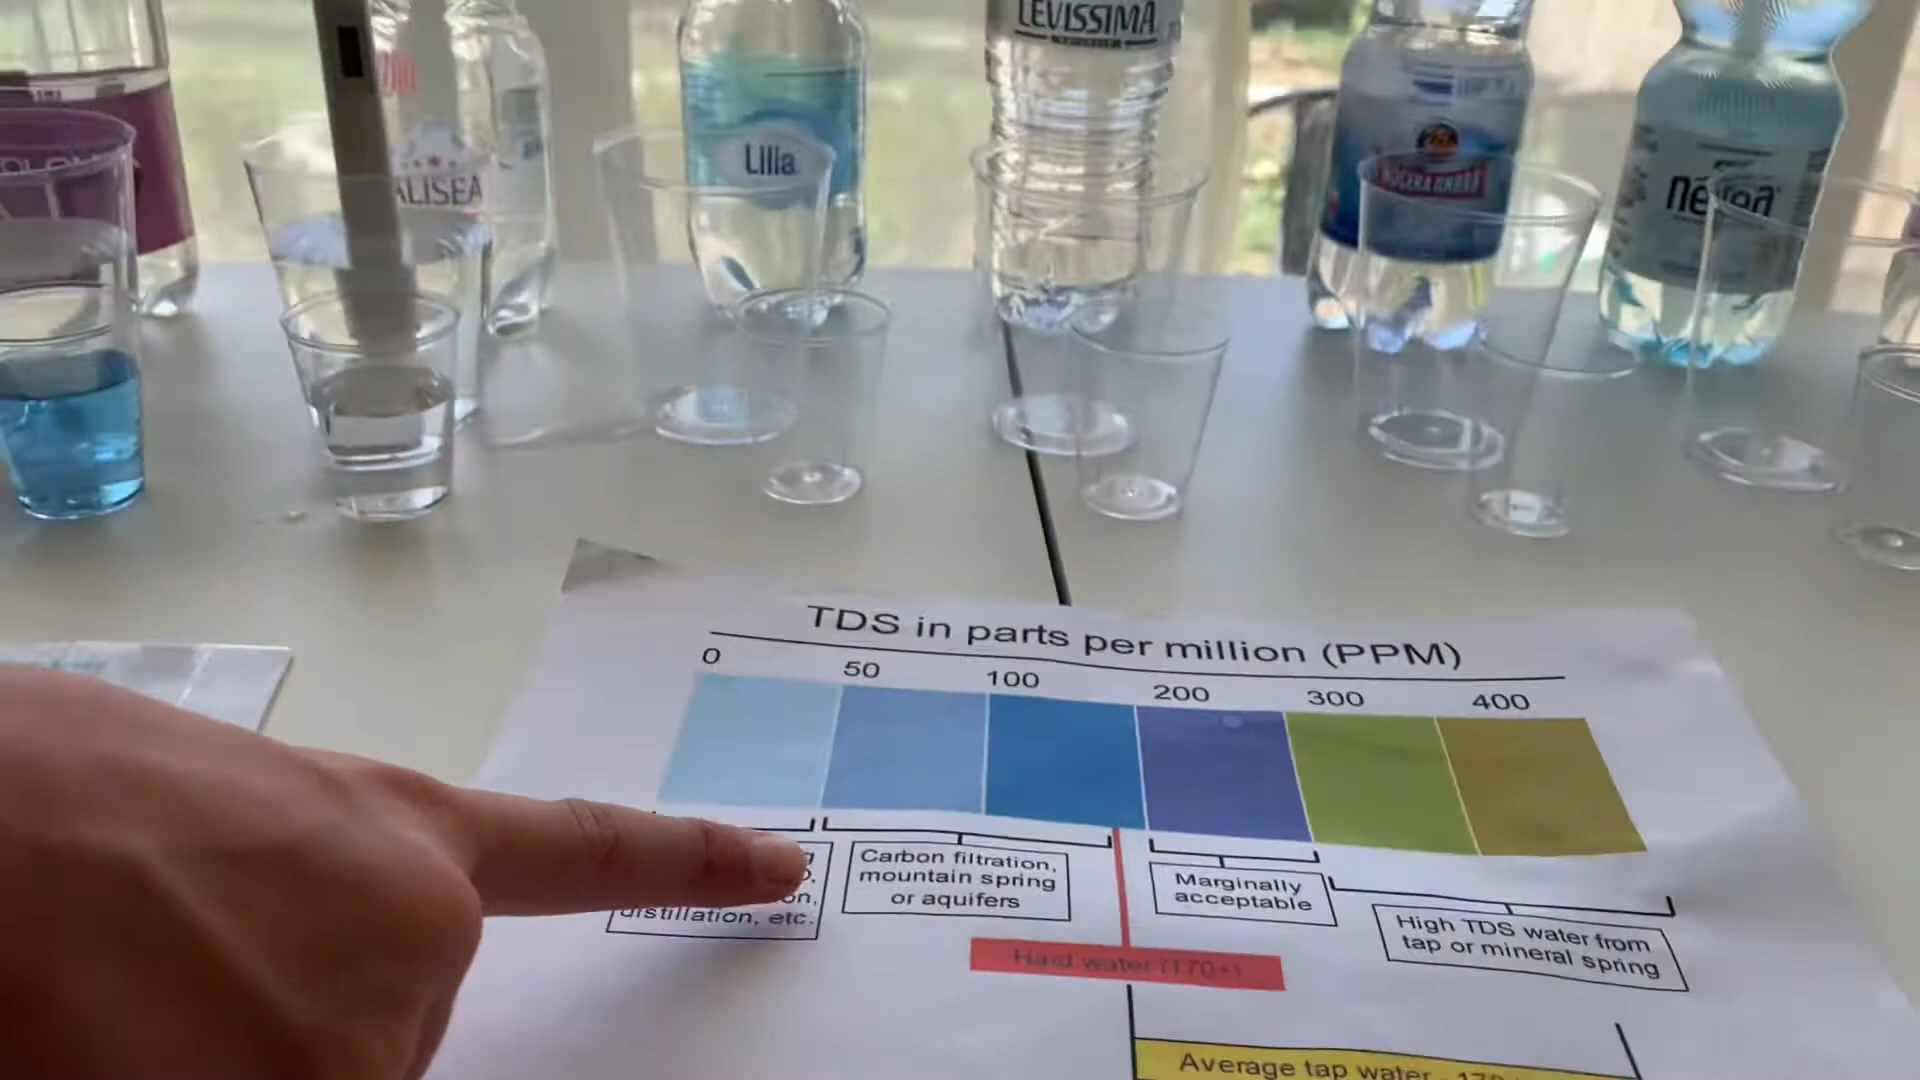 LEVISSIMA
ALISEA
Lilla
NOCERA UMBRA
nerea
TDS in parts per million (PPM)
0
50
100
200
300
400
distillation, etc.
Carbon filtration,
mountain spring
or aquifers
Marginally
acceptable
High TDS water from
tap or mineral spring
Hard water (170+)
Average tap water